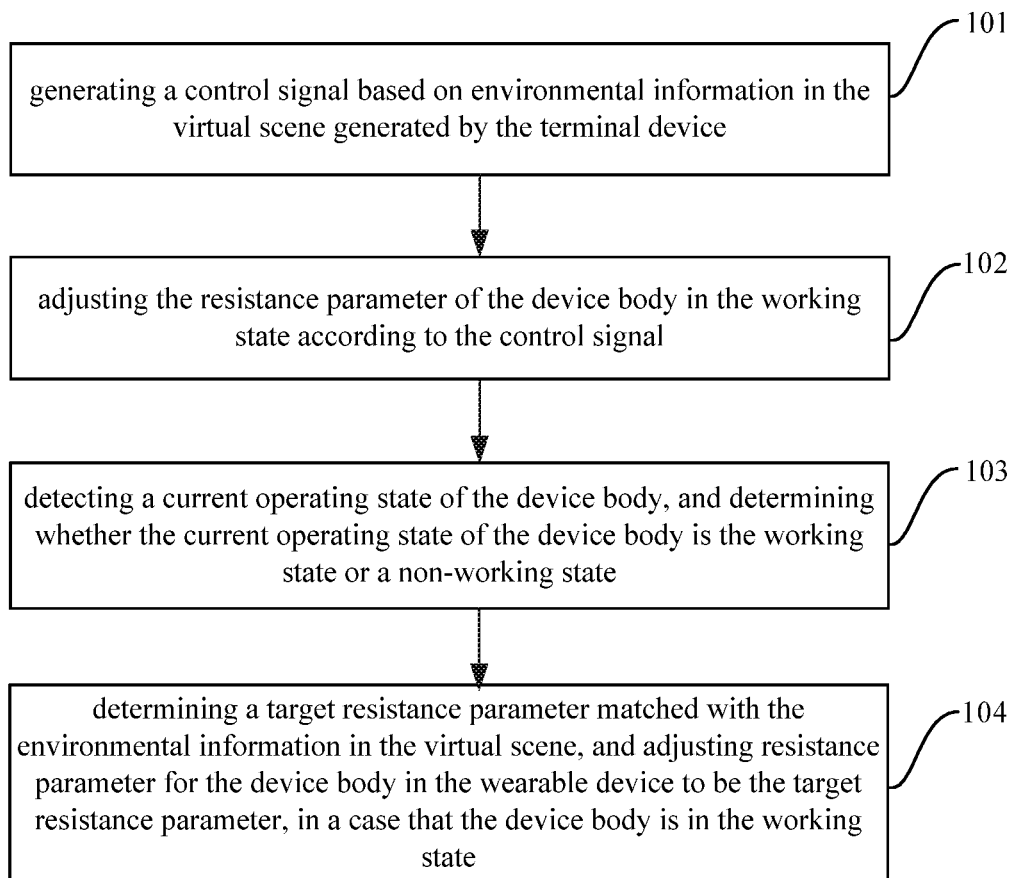 101
generating a control signal based on environmental information in the
virtual scene generated by the terminal device
102
adjusting the resistance parameter of the device body in the working
state according to the control signal
103
detecting a current operating state of the device body, and determining
whether the current operating state of the device body is the working
state or a non-working state
104
determining a target resistance parameter matched with the
environmental information in the virtual scene, and adjusting resistance
parameter for the device body in the wearable device to be the target
resistance parameter, in a case that the device body is in the working
state